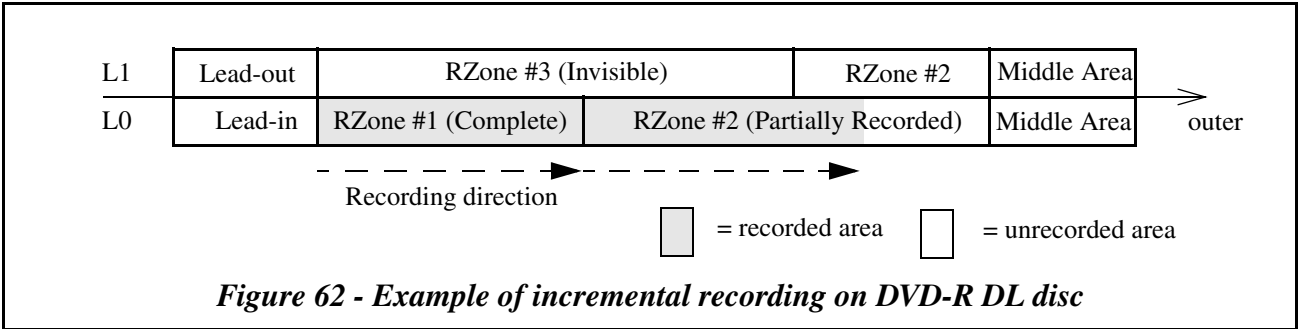 L1 Lead-out RZone #3 (Invisible) RZone #2 Middle Area
L0 Lead-in RZone #1 (Complete) RZone #2 (Partially Recorded) Middle Area outer
Recording direction
= recorded area = unrecorded area
Figure 62 - Example of incremental recording on DVD-R DL disc